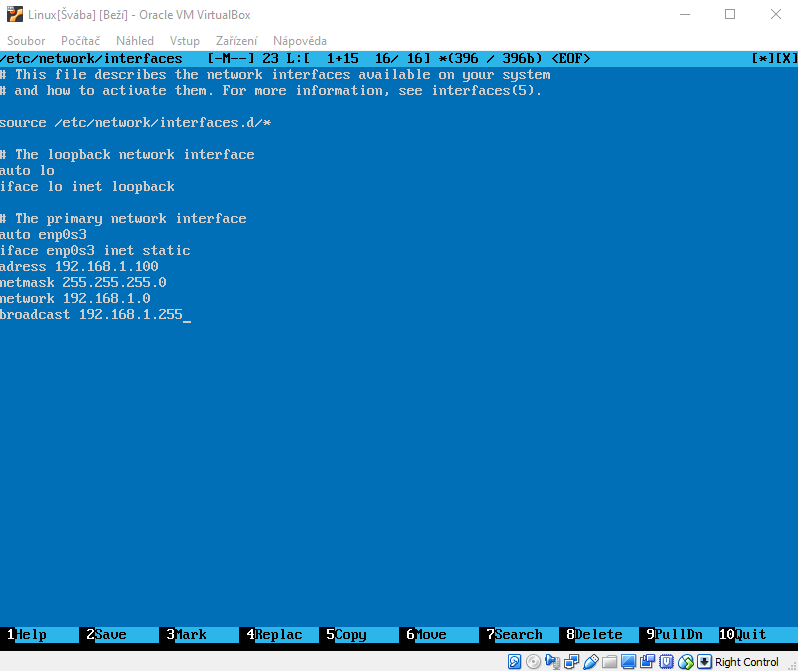 Linux[Švába] [Beží] - Oracle VM VirtualBox
Soubor Počítač Náhled Vstup Zařízení Nápověda
/etc/network/interfaces [-M--] 23 L:[ 1+15 16/ 16] *(396 / 396b) <EOF> [*][X]
# This file describes the network interfaces available on your system
# and how to activate them. For more information, see interfaces(5).
source /etc/network/interfaces.d/*
# The loopback network interface
auto lo
iface lo inet loopback
# The primary network interface
auto enp0s3
iface enp0s3 inet static
adress 192.168.1.100
netmask 255.255.255.0
network 192.168.1.0
broadcast 192.168.1.255_
1Help 2Save 3Mark 4Replac 5Copy 6Move 7Search 8Delete 9PullDn 10Quit
Right Control